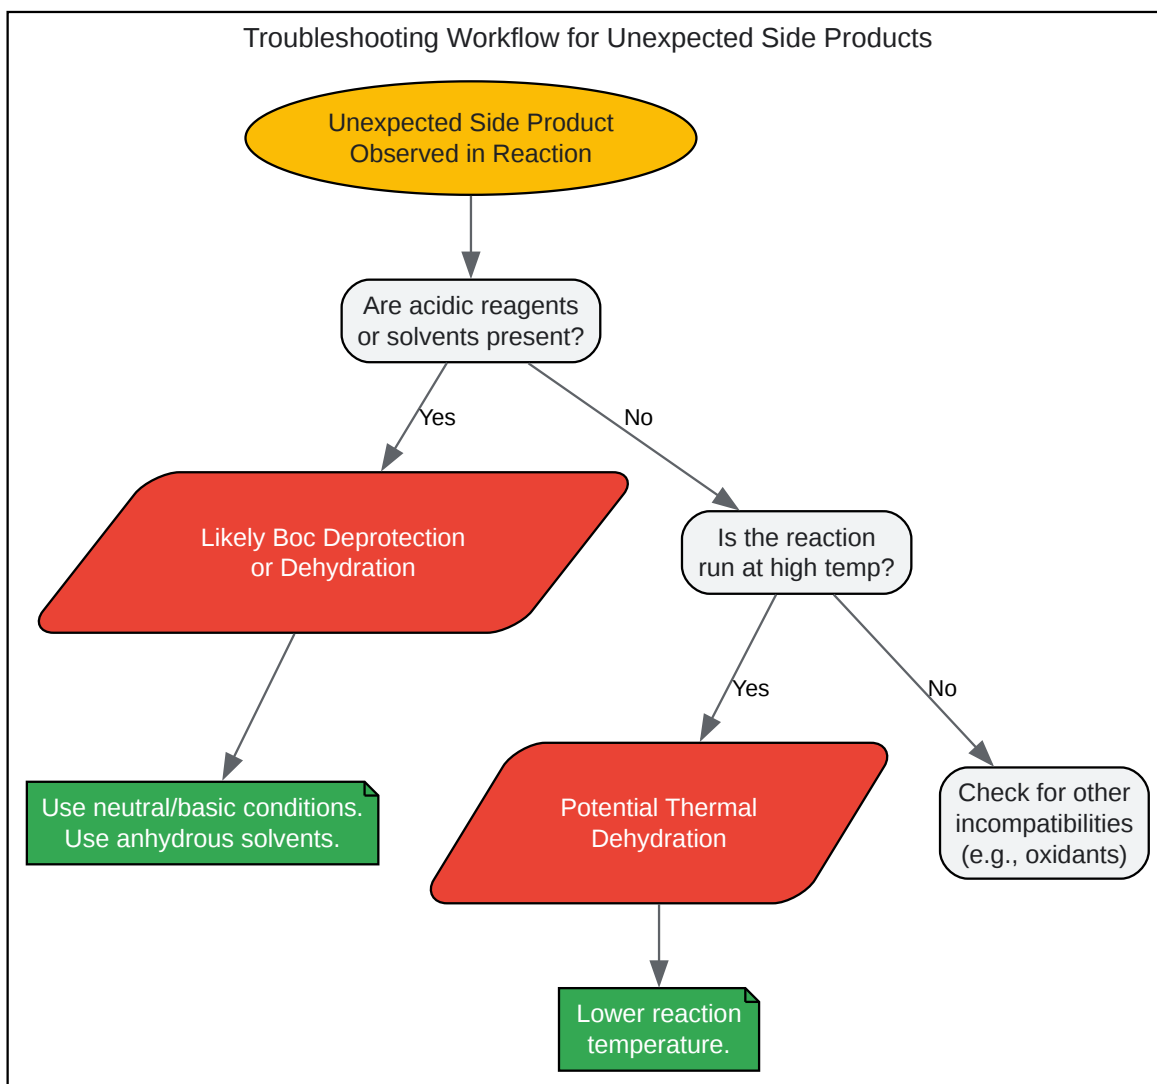 Troubleshooting Workflow for Unexpected Side Products
Unexpected Side Product
Observed in Reaction
Are acidic reagents
or solvents present?
Yes
No
Likely Boc Deprotection
or Dehydration
Is the reaction
run at high temp?
Yes
No
Use neutral/basic conditions.
Use anhydrous solvents.
Potential Thermal
Dehydration
Check for other
incompatibilities
(e.g., oxidants)
Lower reaction
temperature.